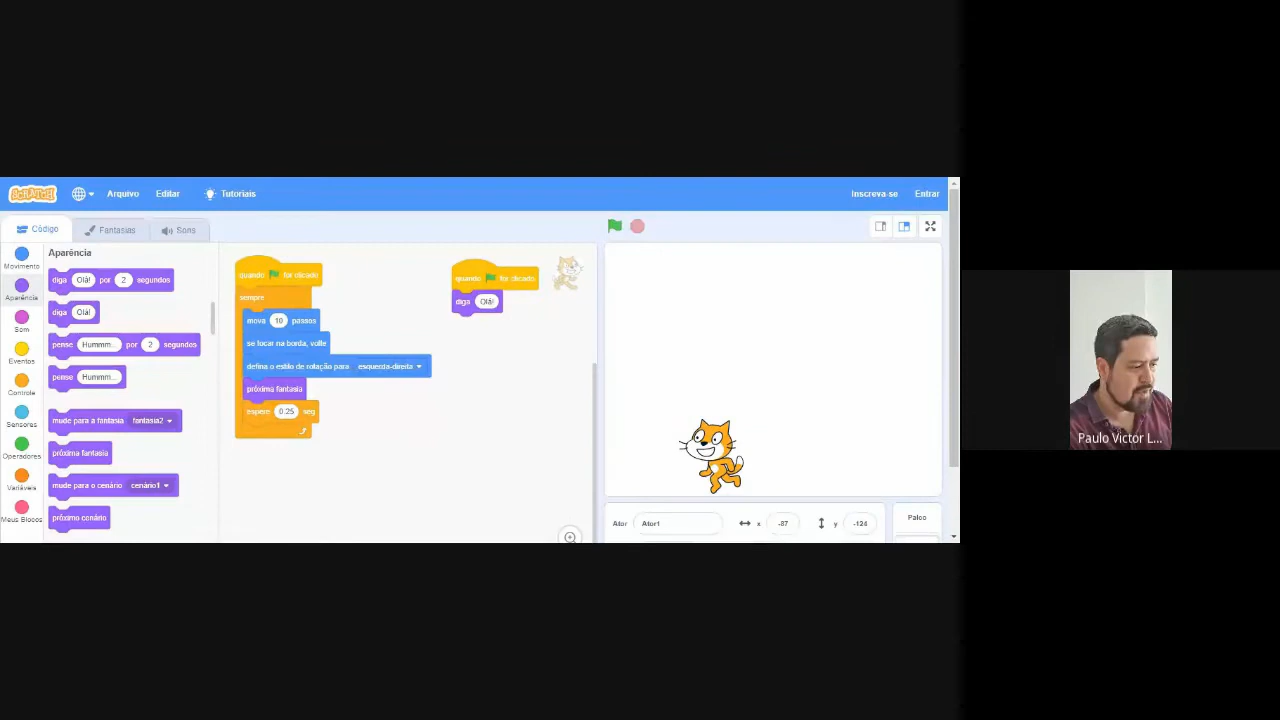 SCRATCH
Arquivo
Editar
Tutoriais
Inscreva-se
Entrar
Código
Fantasias
Sons
Movimento
Aparência
Som
Eventos
Controle
Sensores
Operadores
Variáveis
Meus Blocos
Aparência
diga Olá! por 2 segundos
diga Olá!
pense Hummm... por 2 segundos
pense Hummm...
mude para a fantasia fantasia2
próxima fantasia
mude para o cenário cenário1
próximo cenário
quando for clicado
sempre
mova 10 passos
se tocar na borda, volte
defina o estilo de rotação para esquerda-direita
próxima fantasia
espere 0.25 seg
quando for clicado
diga Olá!
Ator Ator1 x -87 y -124
Palco
Paulo Victor L...